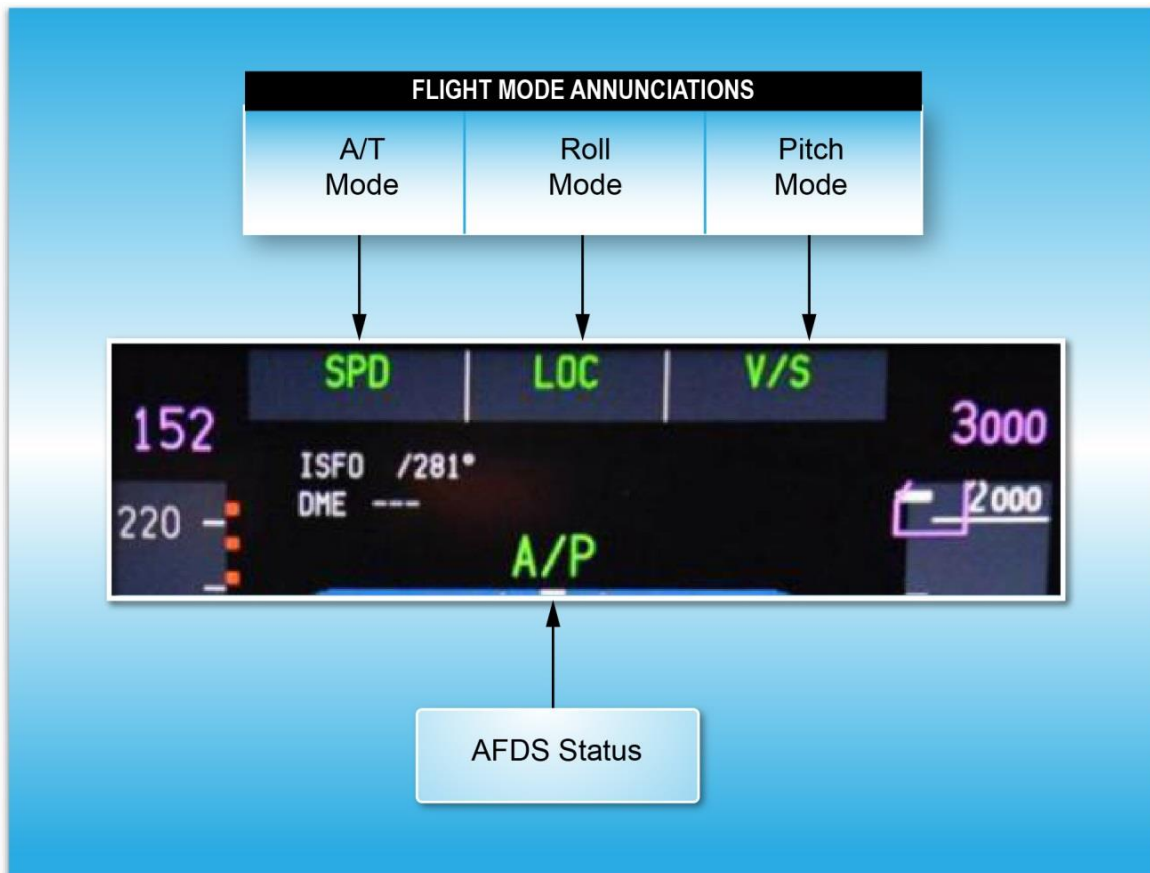 FLIGHT MODE ANNUNCIATIONS
A/T
Mode
Roll
Mode
Pitch
Mode
SPD
LOC
V/S
152
3000
ISFO /281°
DME ---
220
2000
A/P
AFDS Status